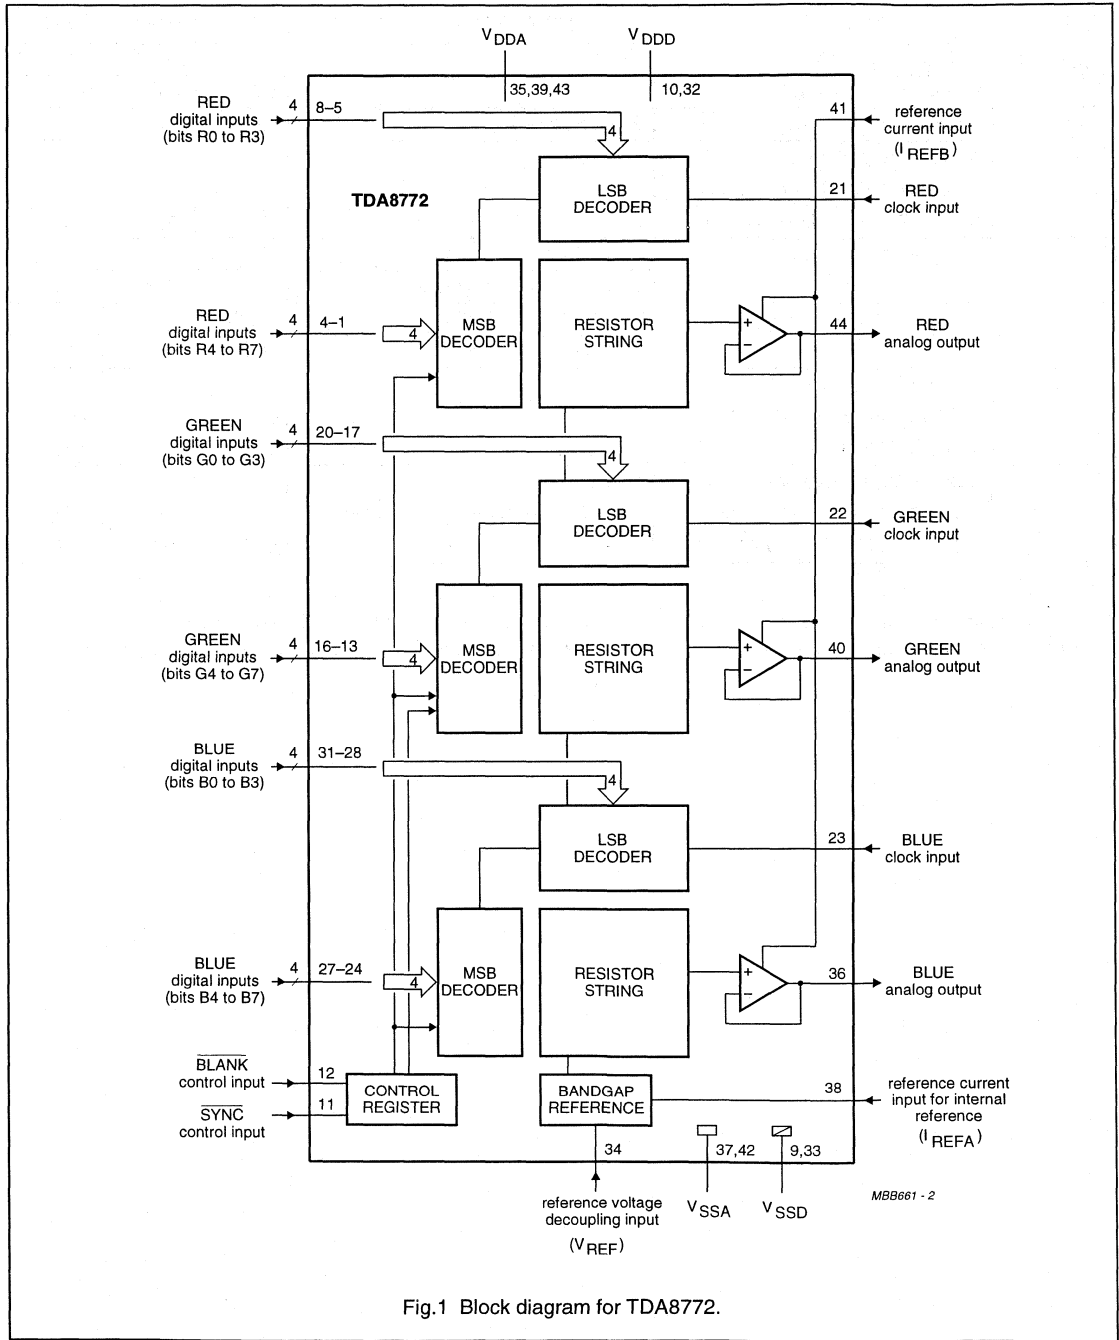 V DDA
V DDD
35,39,43
10,32
RED
digital inputs
(bits R0 to R3)
4
8–5
4
41
reference
current input
(I REFB)
TDA8772
LSB
DECODER
21
RED
clock input
RED
digital inputs
(bits R4 to R7)
4
4–1
4
MSB
DECODER
RESISTOR
STRING
+
−
44
RED
analog output
GREEN
digital inputs
(bits G0 to G3)
4
20–17
4
LSB
DECODER
22
GREEN
clock input
GREEN
digital inputs
(bits G4 to G7)
4
16–13
4
MSB
DECODER
RESISTOR
STRING
+
−
40
GREEN
analog output
BLUE
digital inputs
(bits B0 to B3)
4
31–28
4
LSB
DECODER
23
BLUE
clock input
BLUE
digital inputs
(bits B4 to B7)
4
27–24
4
MSB
DECODER
RESISTOR
STRING
+
−
36
BLUE
analog output
BLANK
control input
12
SYNC
control input
11
CONTROL
REGISTER
BANDGAP
REFERENCE
38
reference current
input for internal
reference
(I REFA)
34
37,42
9,33
reference voltage
decoupling input
(V REF)
V SSA
V SSD
MBB661 - 2
Fig.1 Block diagram for TDA8772.